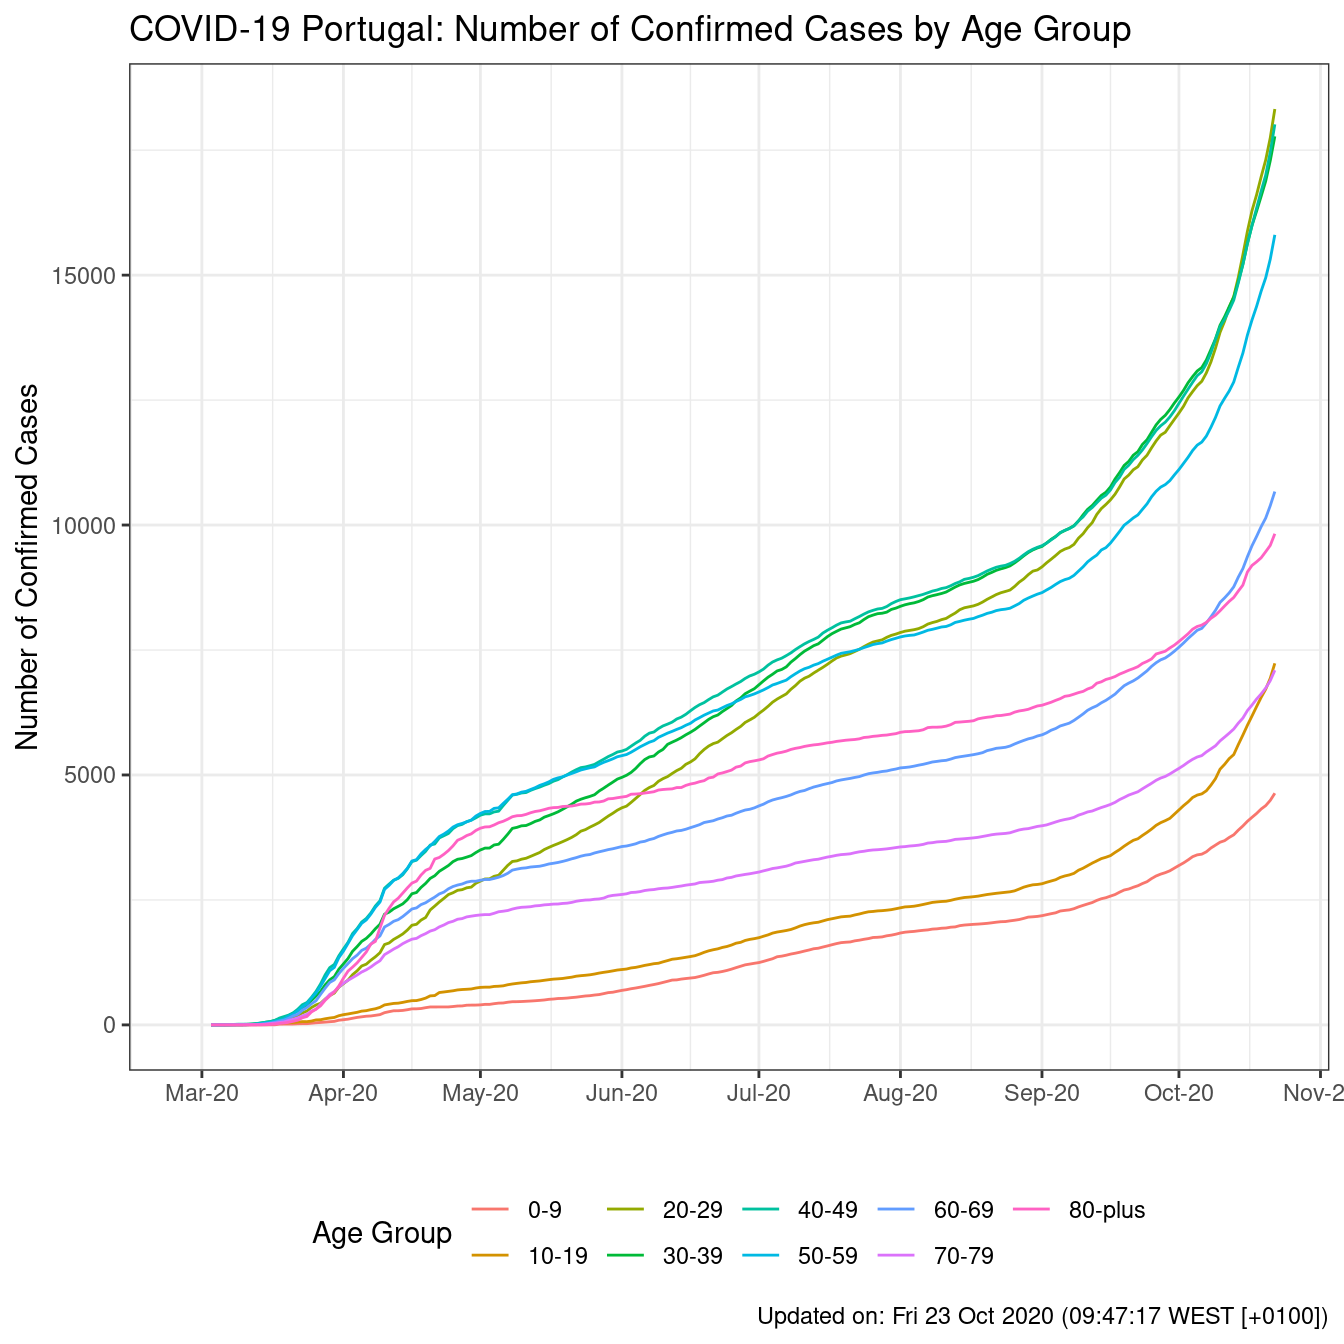 COVID-19 Portugal: Number of Confirmed Cases by Age Group
Number of Confirmed Cases
15000
10000
5000
0
Mar-20 Apr-20 May-20 Jun-20 Jul-20 Aug-20 Sep-20 Oct-20 Nov-2
Age Group
0-9 20-29 40-49 60-69 80-plus
10-19 30-39 50-59 70-79
Updated on: Fri 23 Oct 2020 (09:47:17 WEST [+0100])